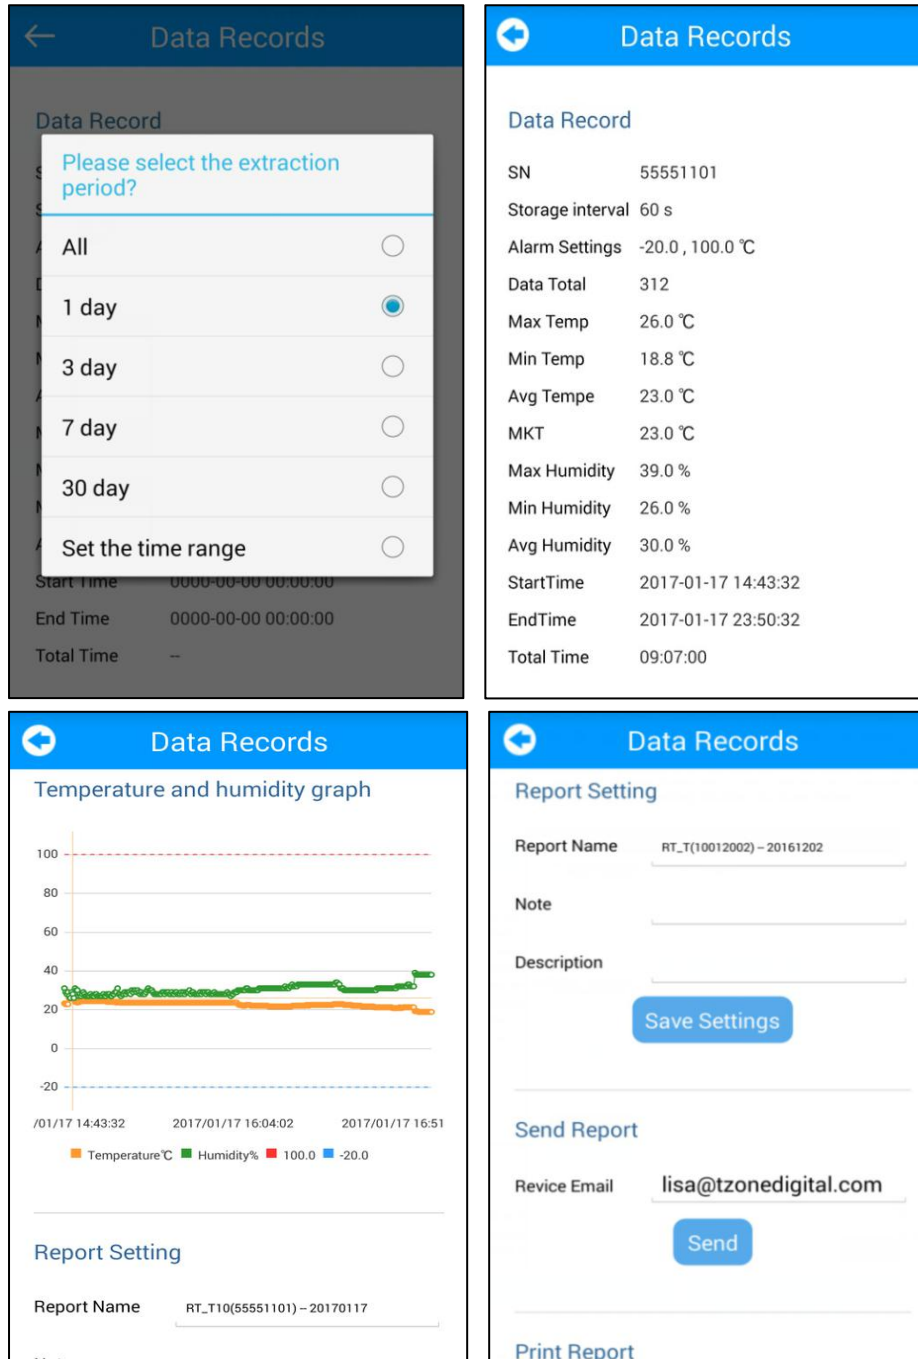 Data Records
Data Record
Please select the extraction
period?
All
1 day
3 day
7 day
30 day
Set the time range
Start Time 0000-00-00 00:00:00
End Time 0000-00-00 00:00:00
Total Time --
Data Records
Data Record
SN 55551101
Storage interval 60 s
Alarm Settings -20.0 , 100.0 ℃
Data Total 312
Max Temp 26.0 ℃
Min Temp 18.8 ℃
Avg Tempe 23.0 ℃
MKT 23.0 ℃
Max Humidity 39.0 %
Min Humidity 26.0 %
Avg Humidity 30.0 %
StartTime 2017-01-17 14:43:32
EndTime 2017-01-17 23:50:32
Total Time 09:07:00
Data Records
Temperature and humidity graph
100
80
60
40
20
0
-20
/01/17 14:43:32 2017/01/17 16:04:02 2017/01/17 16:51
Temperature℃ Humidity% 100.0 -20.0
Report Setting
Report Name RT_T10(55551101) -- 20170117
Data Records
Report Setting
Report Name RT_T(10012002) -- 20161202
Note
Description
Save Settings
Send Report
Revice Email lisa@tzonedigital.com
Send
Print Report